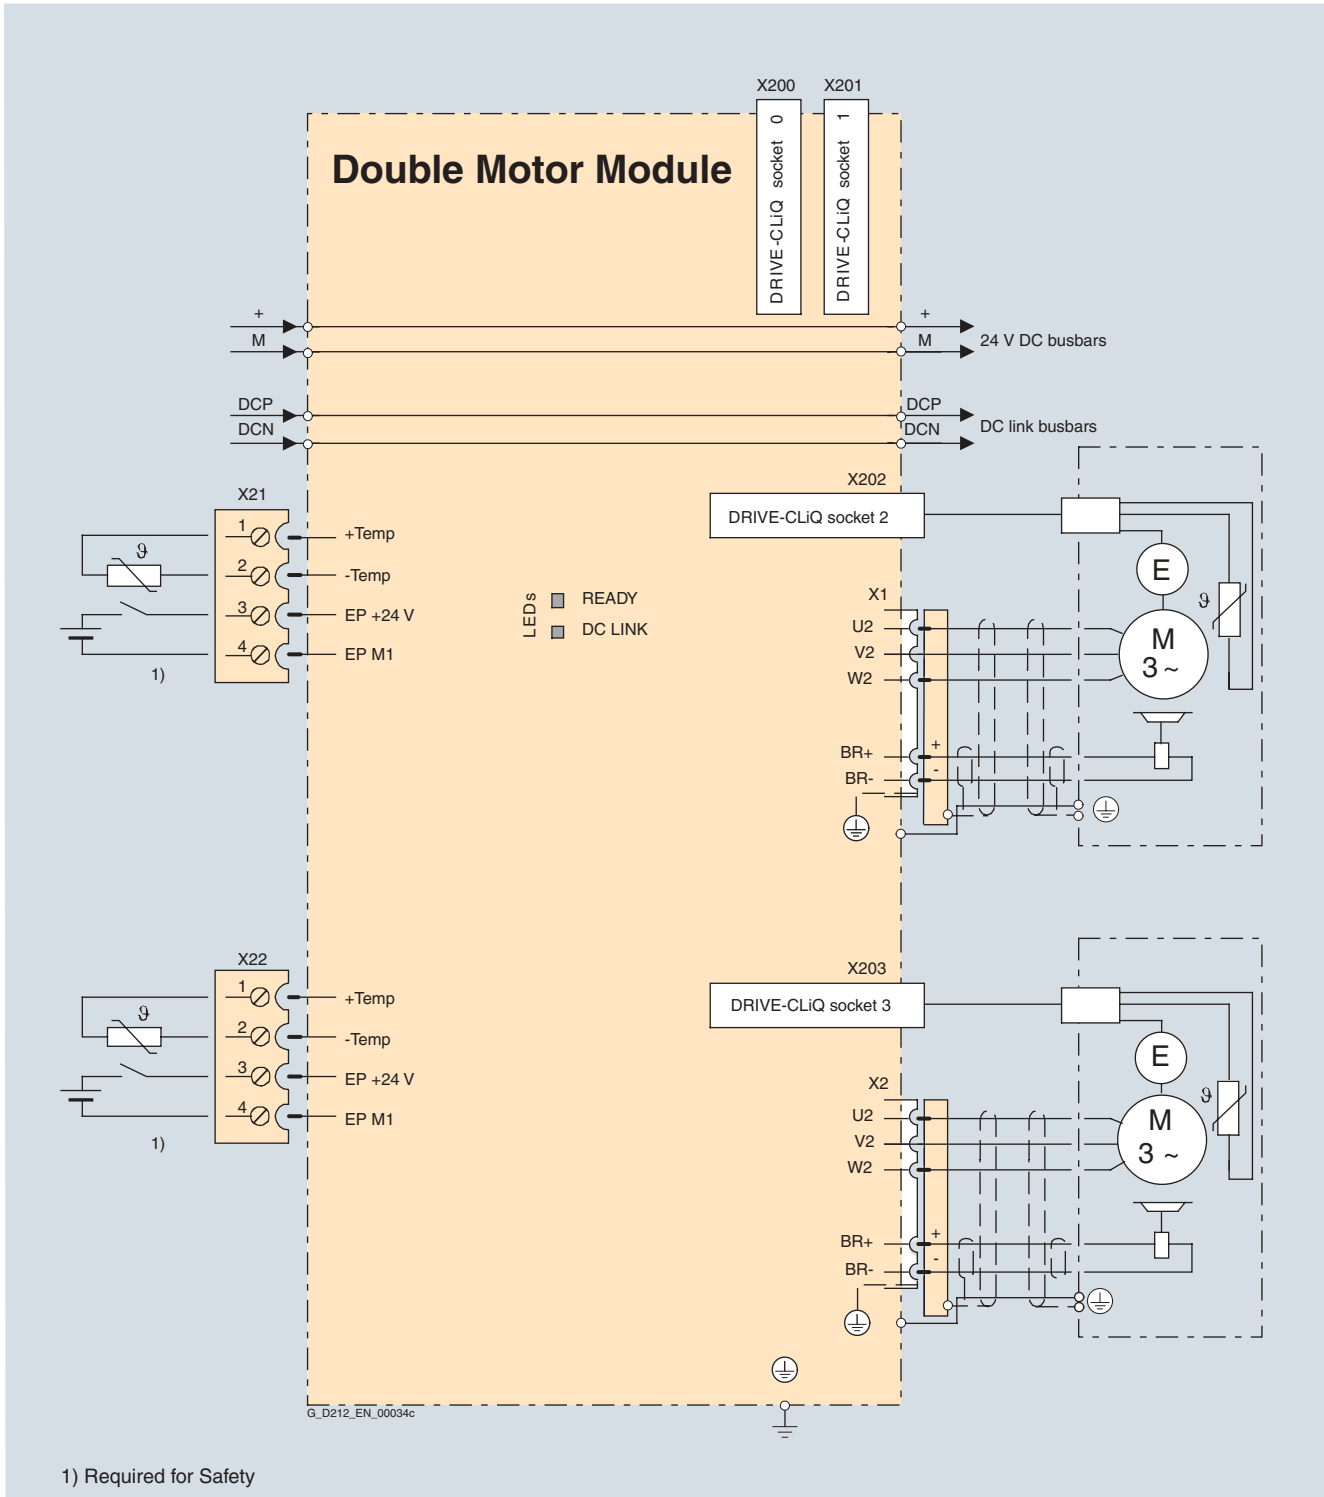 X200
X201
DRIVE-CLiQ socket 0
DRIVE-CLiQ socket 1
Double Motor Module
+
+
M
M
24 V DC busbars
DCP
DCP
DCN
DCN
DC link busbars
X202
DRIVE-CLiQ socket 2
X21
1
+Temp
ϑ
2
-Temp
3
EP +24 V
4
EP M1
1)
LEDs
READY
DC LINK
E
ϑ
X1
U2
V2
W2
M
3 ~
BR+
+
BR-
-
X203
DRIVE-CLiQ socket 3
X22
1
+Temp
ϑ
2
-Temp
3
EP +24 V
4
EP M1
1)
E
ϑ
X2
U2
V2
W2
M
3 ~
BR+
+
BR-
-
G_D212_EN_00034c
1) Required for Safety